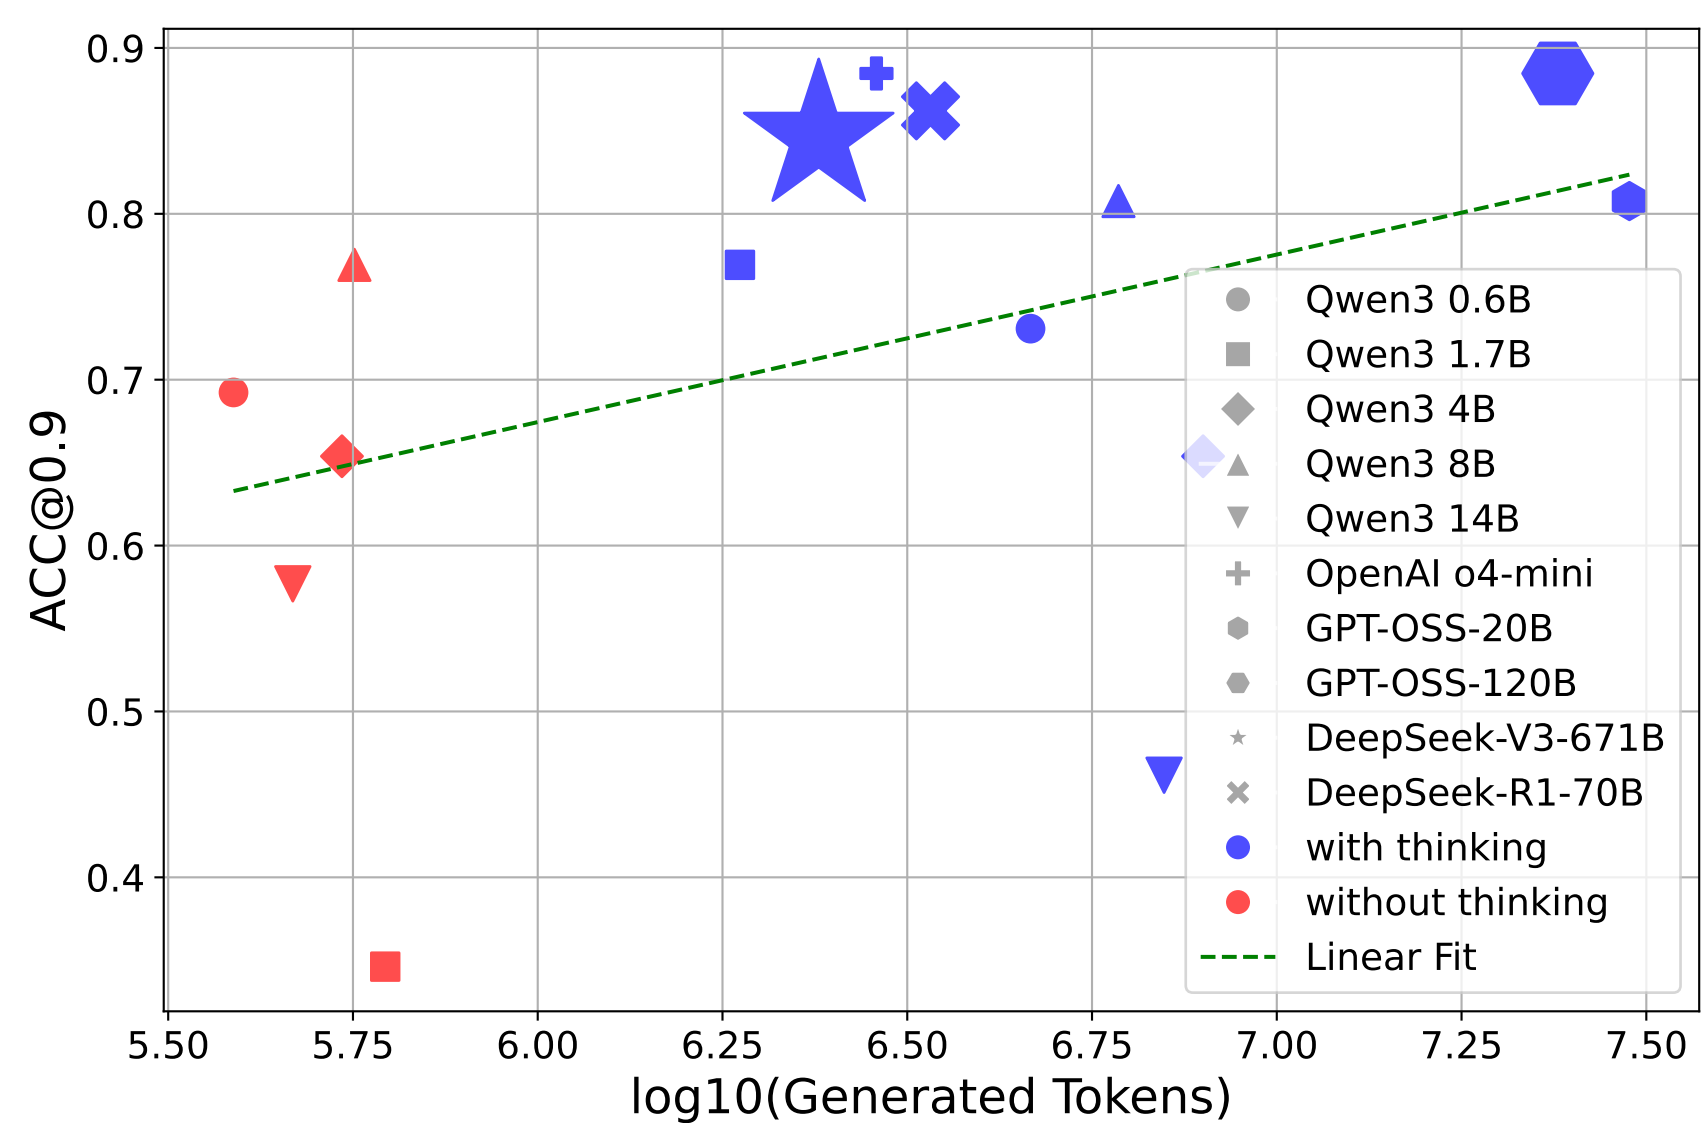 0.9
0.8
0.7
0.6
0.5
0.4
ACC@0.9
5.50 5.75 6.00 6.25 6.50 6.75 7.00 7.25 7.50
log10(Generated Tokens)
Qwen3 0.6B
Qwen3 1.7B
Qwen3 4B
Qwen3 8B
Qwen3 14B
OpenAI o4-mini
GPT-OSS-20B
GPT-OSS-120B
DeepSeek-V3-671B
DeepSeek-R1-70B
with thinking
without thinking
Linear Fit